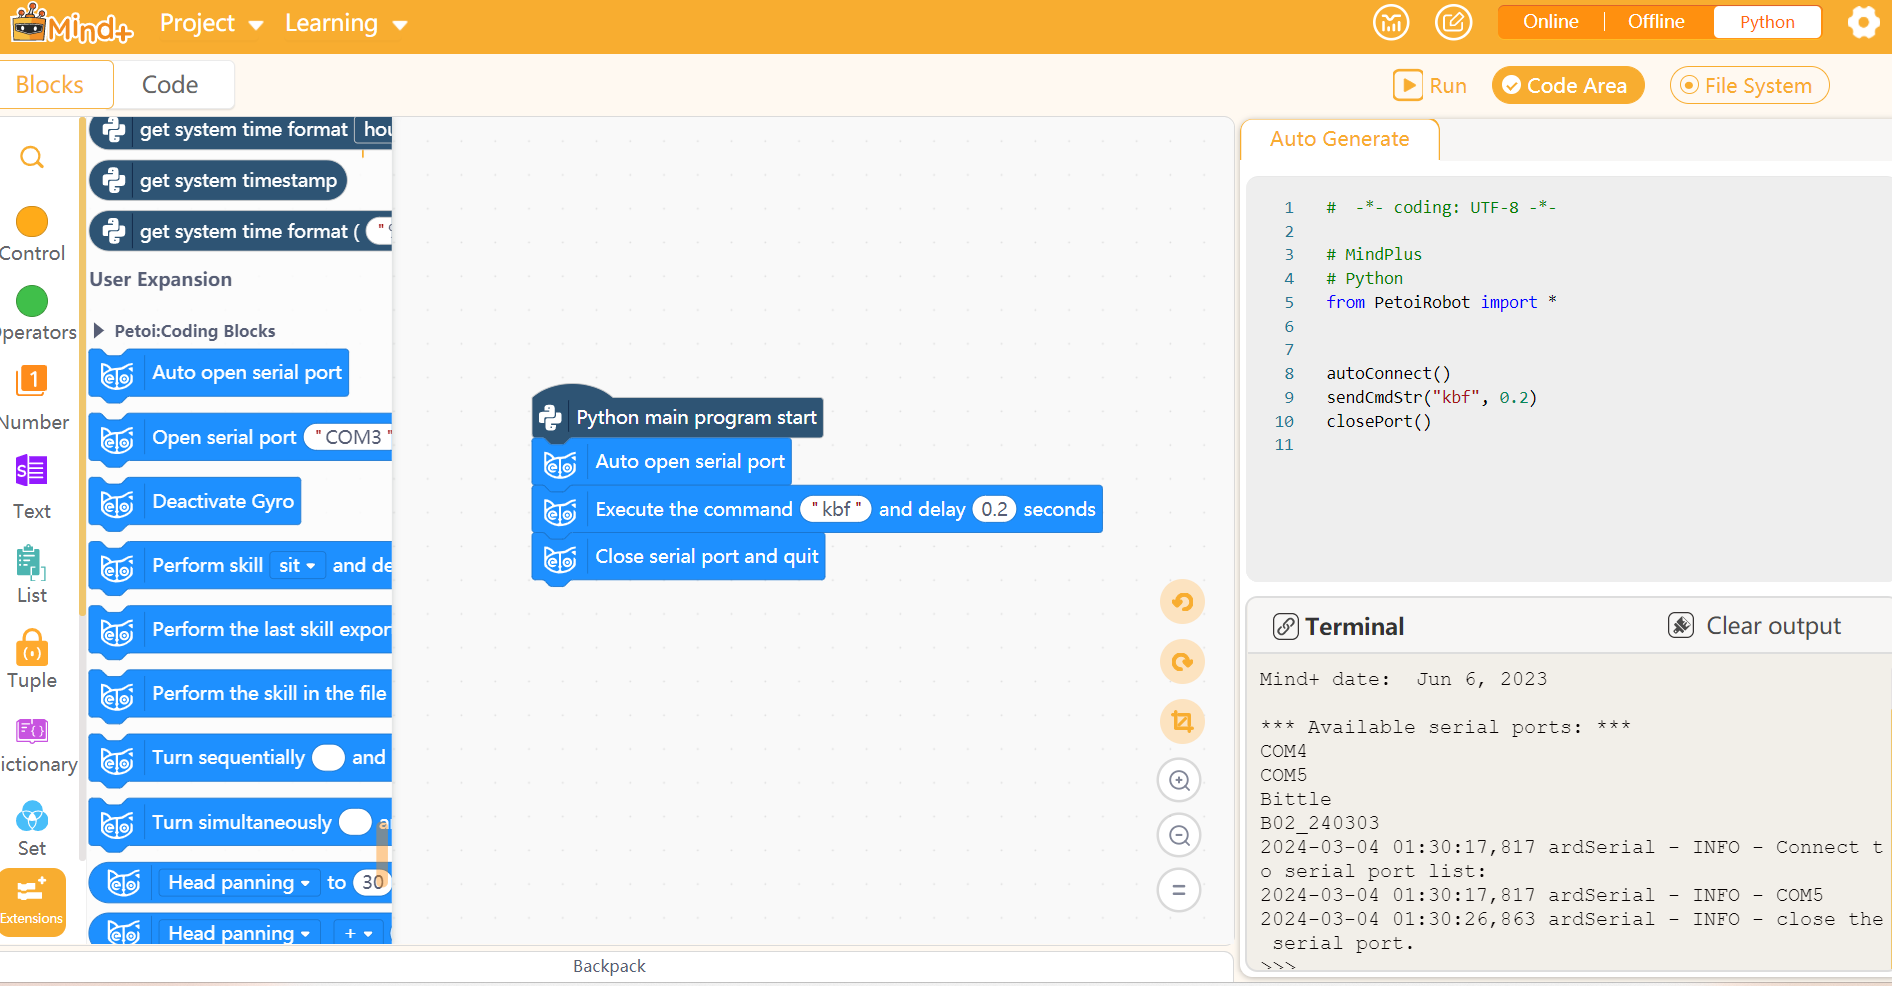 Mind+ Project Learning Online Offline Python
Blocks Code Run Code Area File System
Control
Operators
1
Number
S
Text
List
Tuple
Set
Extensions
get system time format
get system timestamp
get system time format ( "
User Expansion
Petoi:Coding Blocks
Auto open serial port
Open serial port "COM3"
Deactivate Gyro
Perform skill sit and de
Perform the last skill expor
Perform the skill in the file
Turn sequentially and
Turn simultaneously a
Head panning to 30
Head panning +
Python main program start
Auto open serial port
Execute the command "kbf" and delay 0.2 seconds
Close serial port and quit
=
Backpack
Auto Generate
1 # -*- coding: UTF-8 -*-
2
3 # MindPlus
4 # Python
5 from PetoiRobot import *
6
7
8 autoConnect()
9 sendCmdStr("kbf", 0.2)
10 closePort()
11
Terminal Clear output
Mind+ date: Jun 6, 2023
*** Available serial ports: ***
COM4
COM5
Bittle
B02_240303
2024-03-04 01:30:17,817 ardSerial - INFO - Connect t
o serial port list:
2024-03-04 01:30:17,817 ardSerial - INFO - COM5
2024-03-04 01:30:26,863 ardSerial - INFO - close the
serial port.
>>>